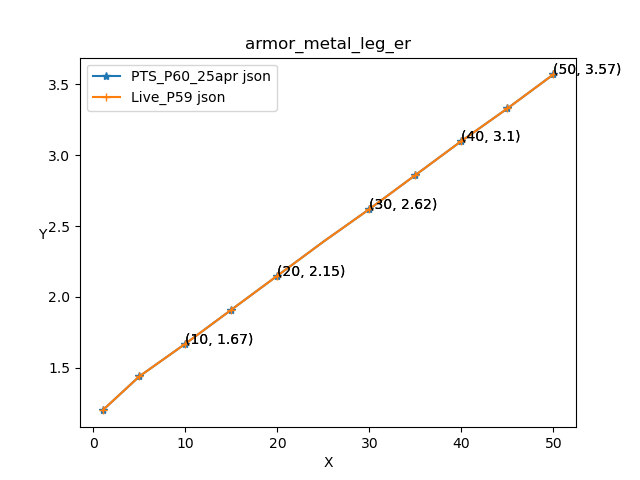 armor_metal_leg_er
PTS_P60_25apr json
Live_P59 json
(50, 3.57)
(40, 3.1)
(30, 2.62)
(20, 2.15)
(10, 1.67)
3.5
3.0
2.5
2.0
1.5
Y
0 10 20 30 40 50
X